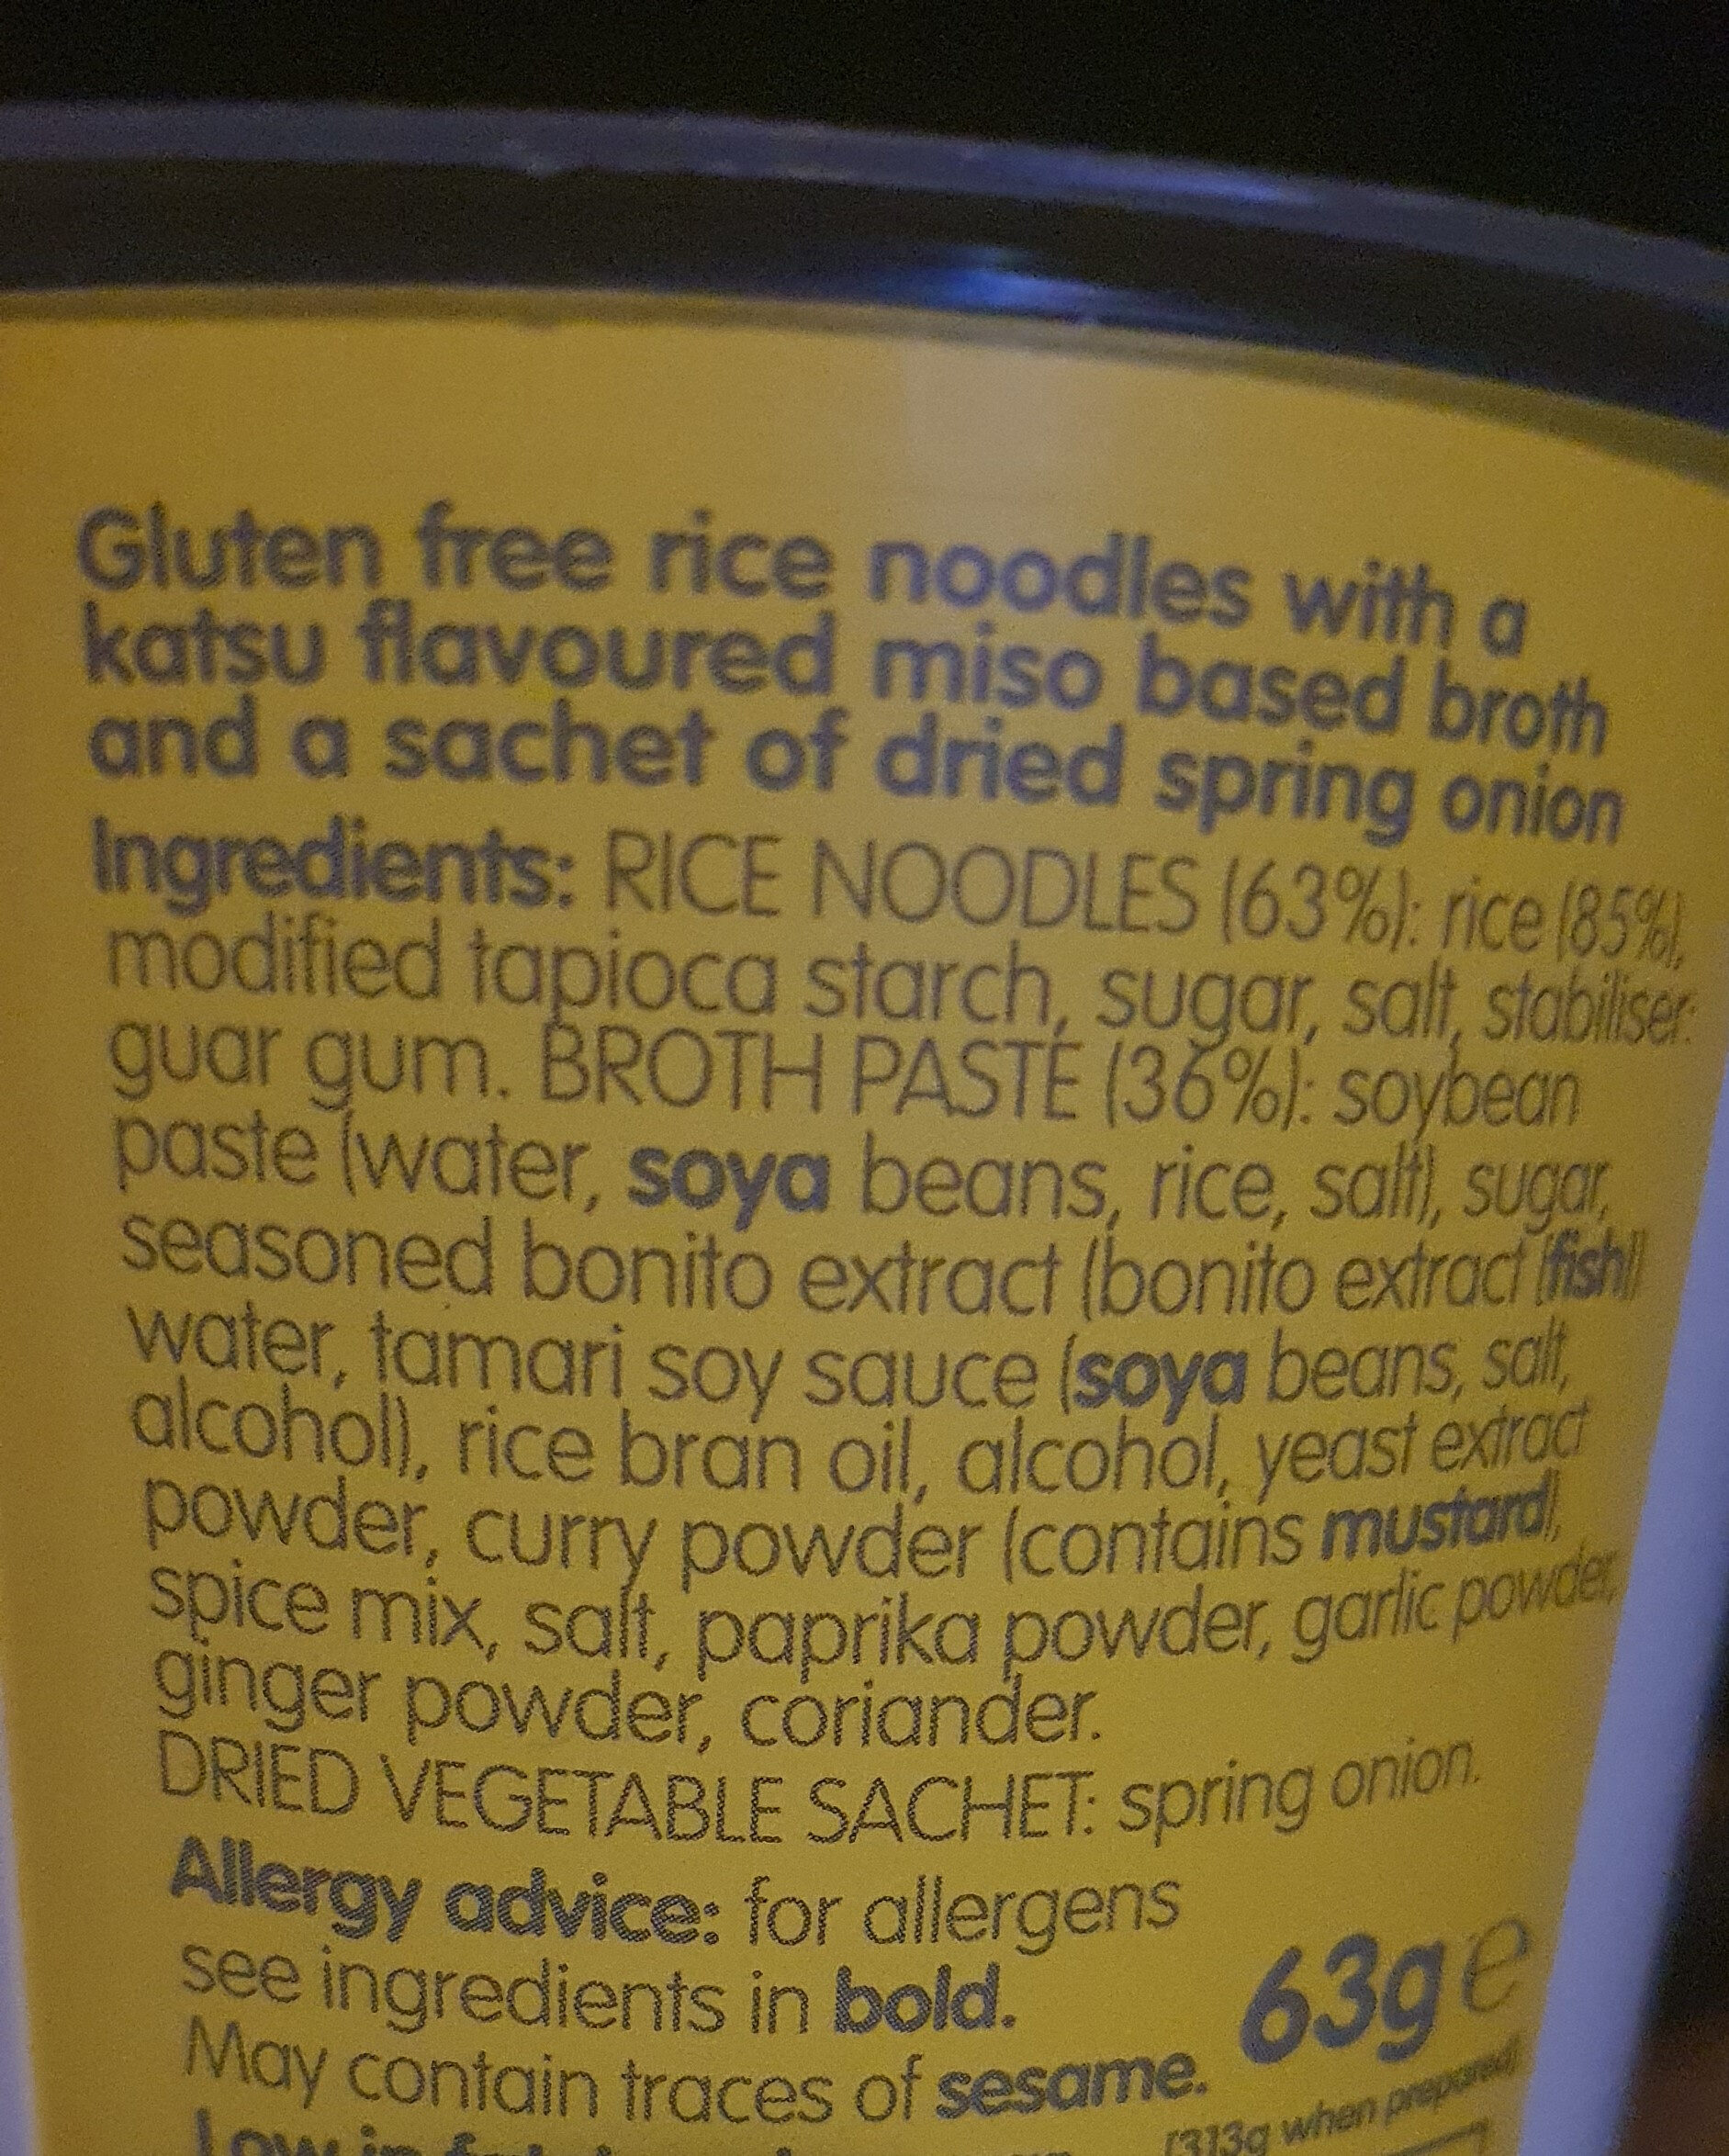 Gluten free rice noodles with a
katsu flavoured miso based broth
and a sachet of dried spring onion
Ingredients: RICE NOODLES (63%): rice (85%),
modified tapioca starch, sugar, salt, stabiliser:
guar gum. BROTH PASTE (36%): soybean
paste (water, soya beans, rice, salt), sugar,
seasoned bonito extract (bonito extract (fish))
water, tamari soy sauce (soya beans, salt,
alcohol), rice bran oil, alcohol, yeast extract
powder, curry powder (contains mustard),
spice mix, salt, paprika powder, garlic powder,
ginger powder, coriander.
DRIED VEGETABLE SACHET: spring onion.
Allergy advice: for allergens
see ingredients in bold.
May contain traces of sesame.
63g e
(313g when prepared)
Low in